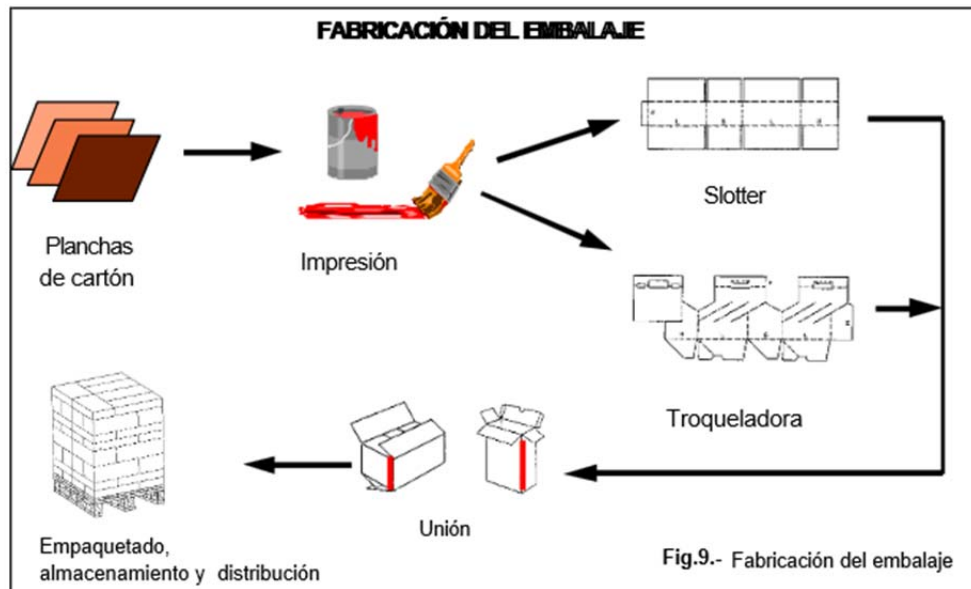 FABRICACIÓN DEL EMBALAJE
Planchas
de cartón
Impresión
Slotter
Troqueladora
Unión
Empaquetado,
almacenamiento y distribución
Fig.9.- Fabricación del embalaje